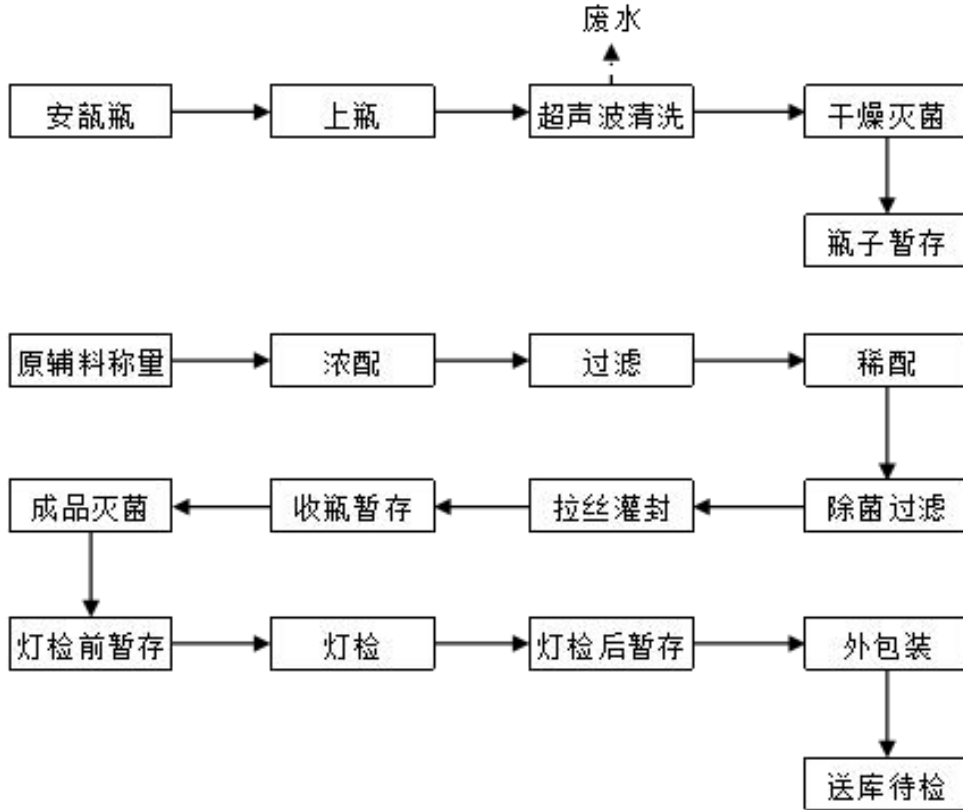 废水
安瓿瓶
上瓶
超声波清洗
干燥灭菌
瓶子暂存
原辅料称量
浓配
过滤
稀配
除菌过滤
拉丝灌封
收瓶暂存
成品灭菌
灯检前暂存
灯检
灯检后暂存
外包装
送库待检